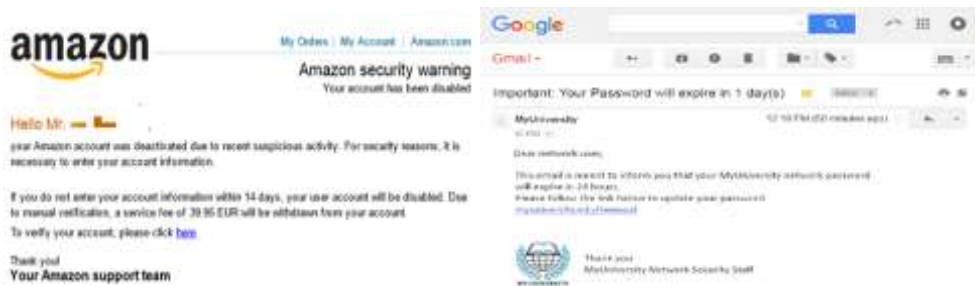 amazon
My Orders | My Account | Amazon.com
Amazon security warning
Your account has been disabled
Hello Mr.
your Amazon account was deactivated due to recent suspicious activity. For security reasons, it is
necessary to enter your account information.
If you do not enter your account information within 14 days, your user account will be disabled. Due
to manual verification, a service fee of 39.95 EUR will be withdrawn from your account.
To verify your account, please click here.
Thank you!
Your Amazon support team
Google
Gmail
Important: Your Password will expire in 1 day(s)
MyUniversity
12:18 PM (50 minutes ago)
Dear network user,
This email is meant to inform you that your MyUniversity network password
will expire in 24 hours.
Please follow the link below to update your password
Thank you
MyUniversity Network Security Staff